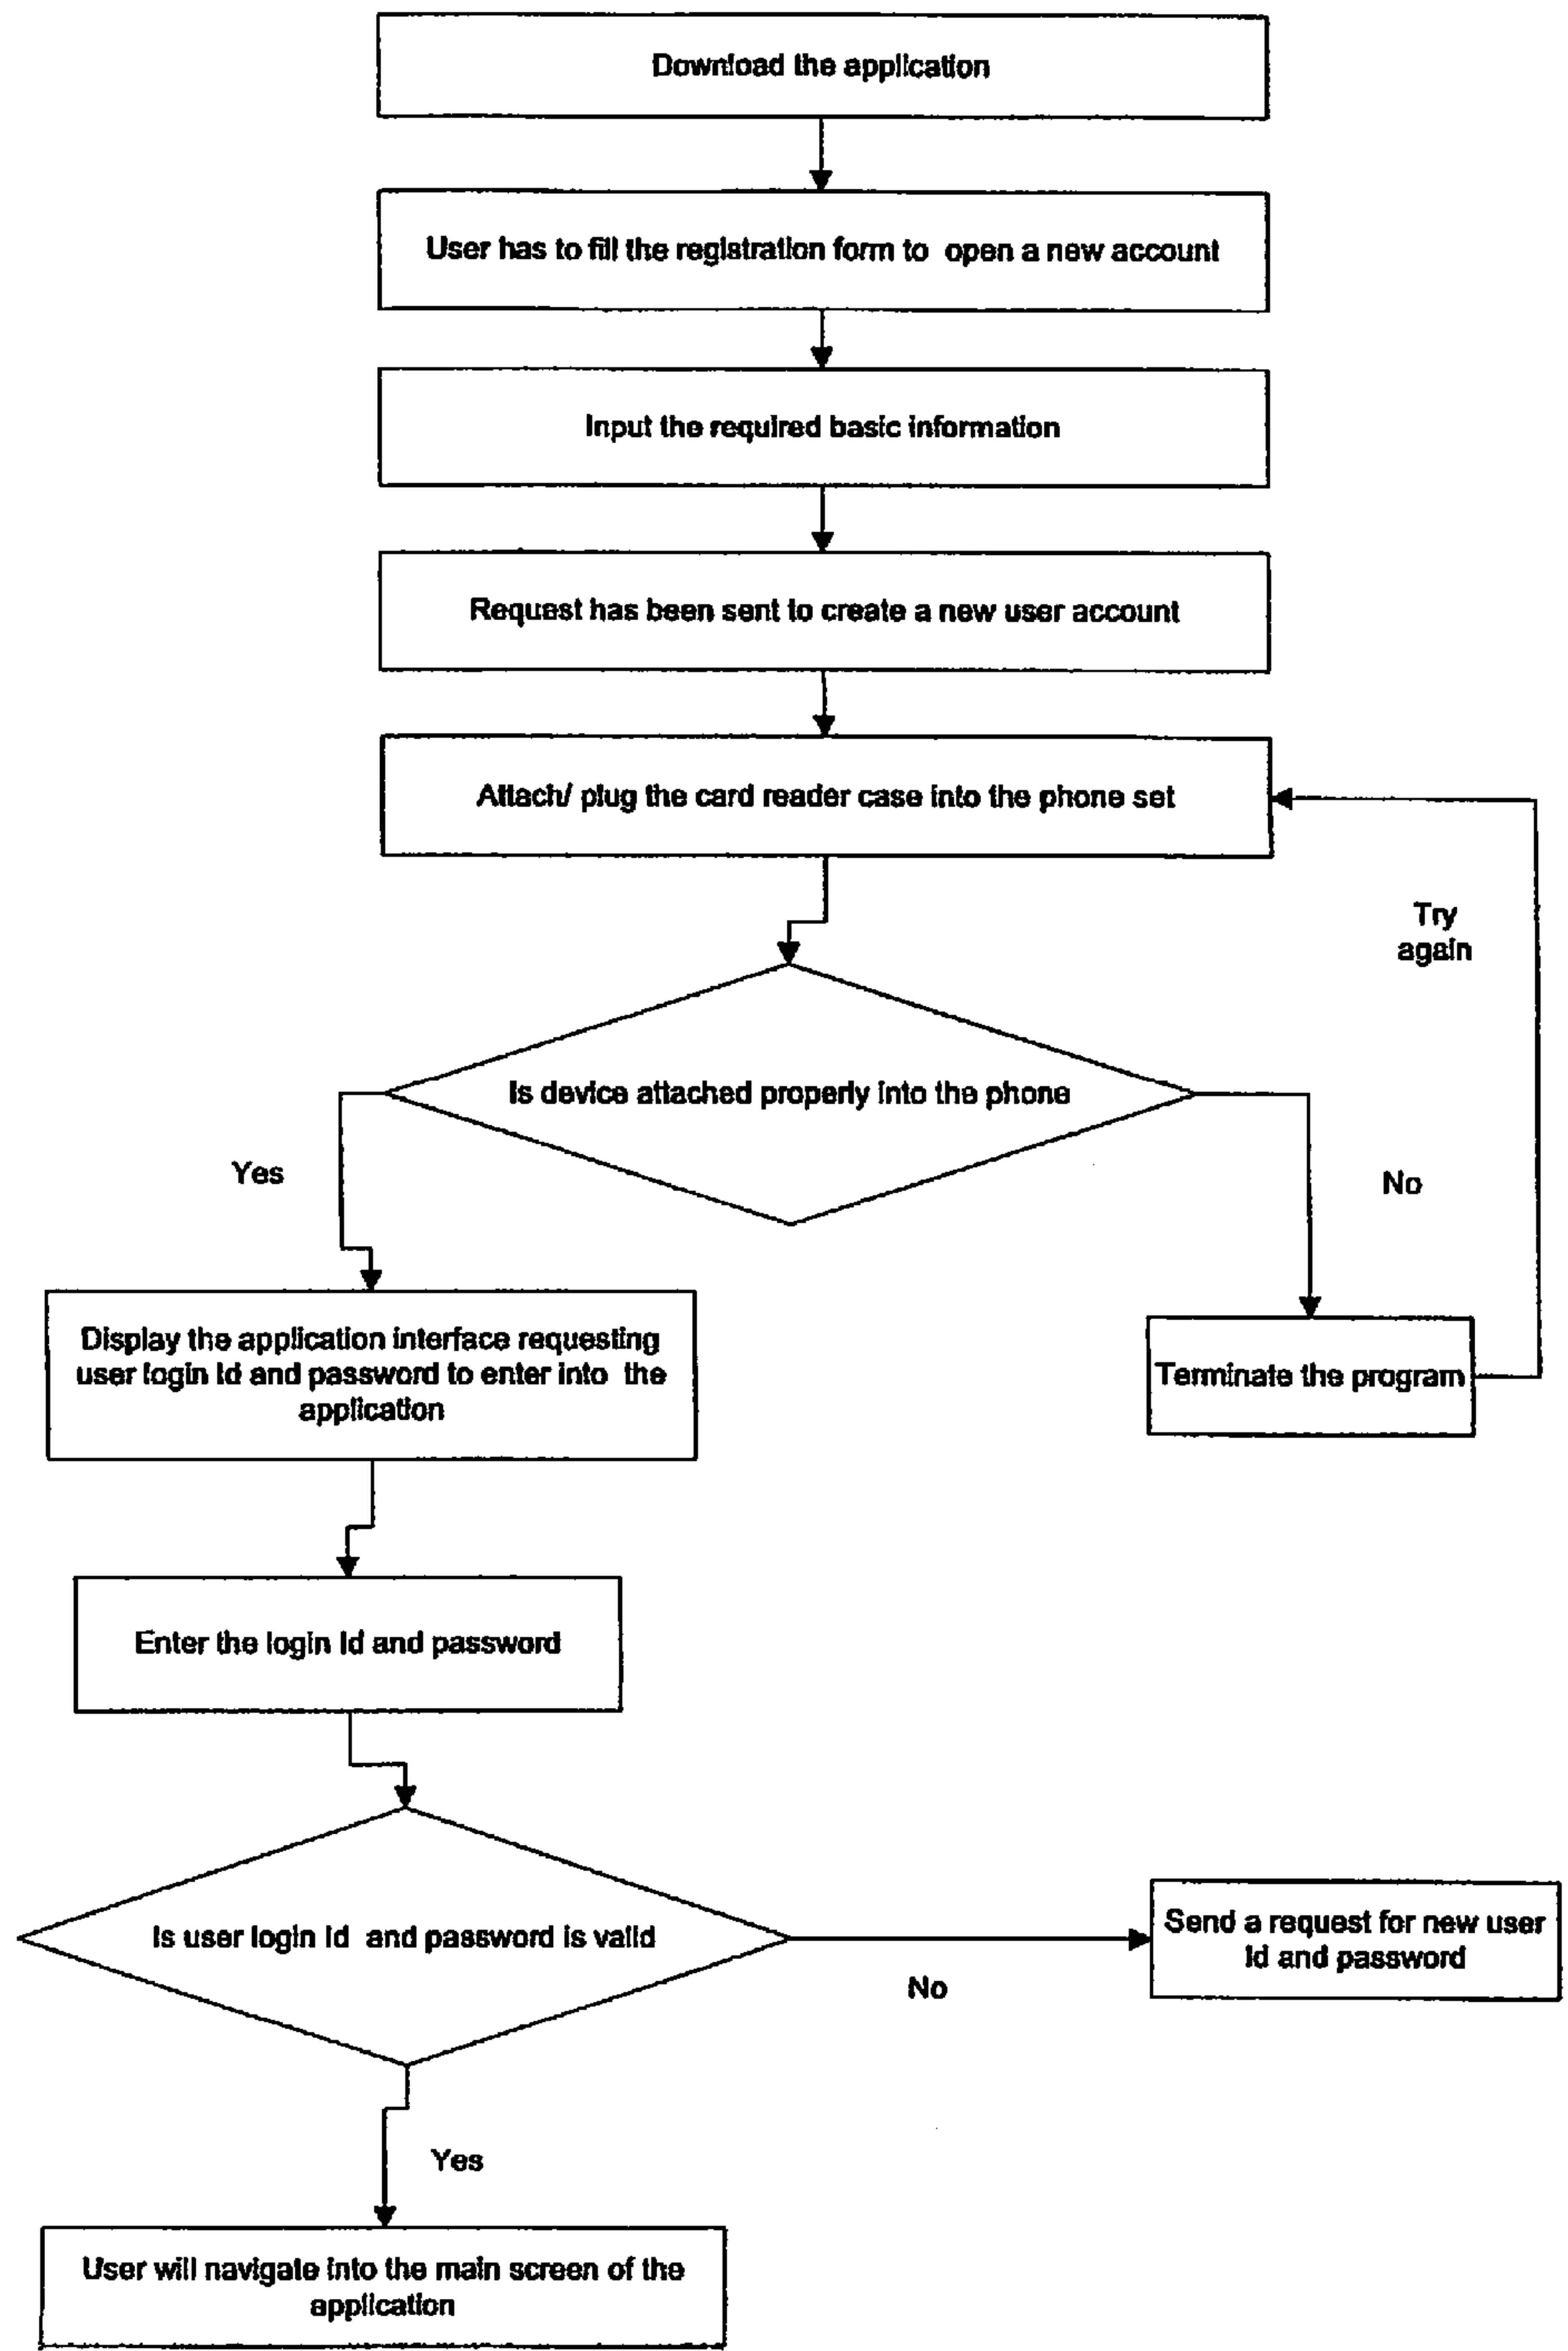 Download the application
User has to fill the registration form to open a new account
Input the required basic information
Request has been sent to create a new user account
Attach/ plug the card reader case into the phone set
Try
again
Is device attached properly into the phone
Yes
No
Display the application interface requesting
user login Id and password to enter into the
application
Terminate the program
Enter the login Id and password
Is user login Id and password is valid
Send a request for new user
Id and password
No
Yes
User will navigate into the main screen of the
application